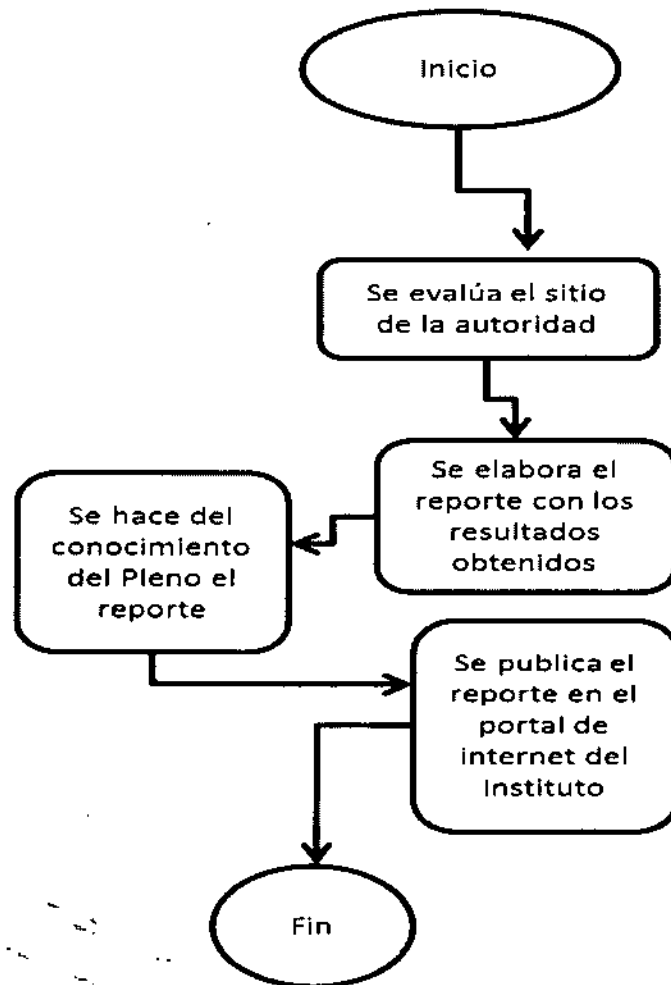 Inicio
Se evalúa el sitio
de la autoridad
Se elabora el
reporte con los
resultados
obtenidos
Se hace del
conocimiento
del Pleno el
reporte
Se publica el
reporte en el
portal de
internet del
Instituto
Fin